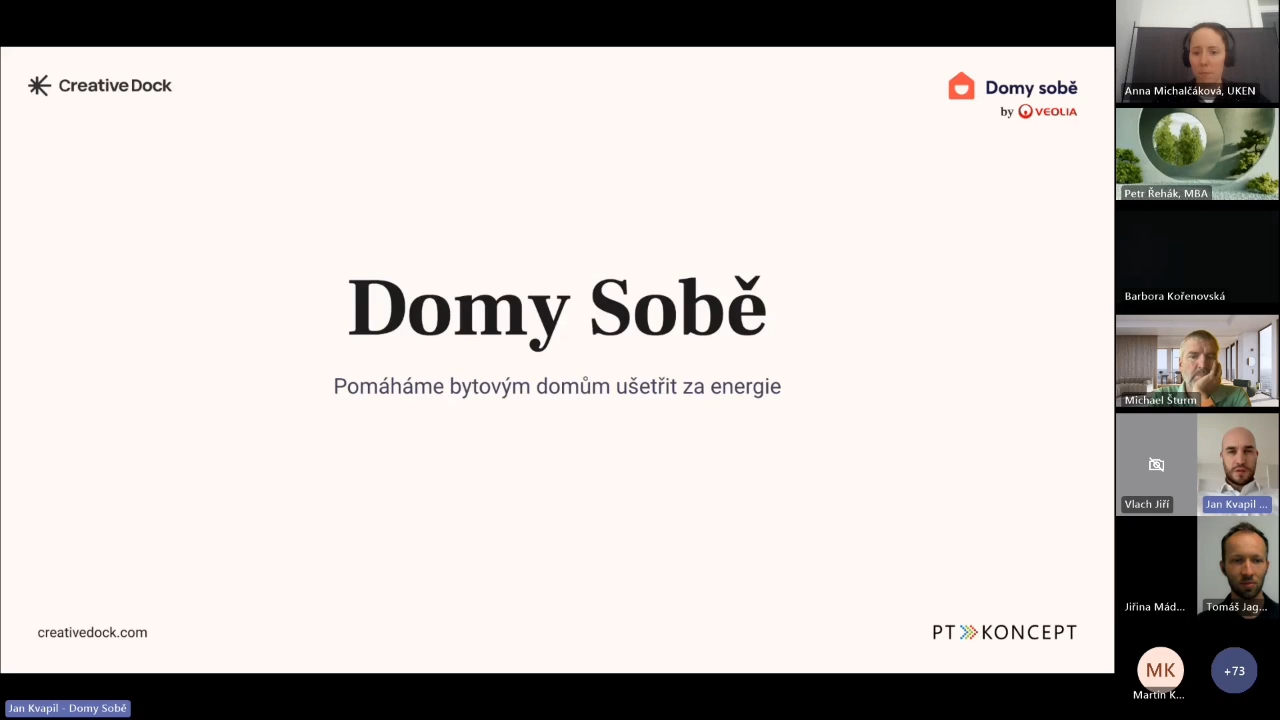 Creative Dock
Domy sobě
by VEOLIA
Domy Sobě
Pomáháme bytovým domům ušetřit za energie
creativedock.com
PT KONCEPT
Jan Kvapil - Domy Sobě
Anna Michalčáková, UKEN
Petr Řehák, MBA
Barbora Kořenovská
Michael Šturm
Vlach Jiří
Jan Kvapil ...
Jiřina Mád...
Tomáš Jag...
MK
Martin K...
+73